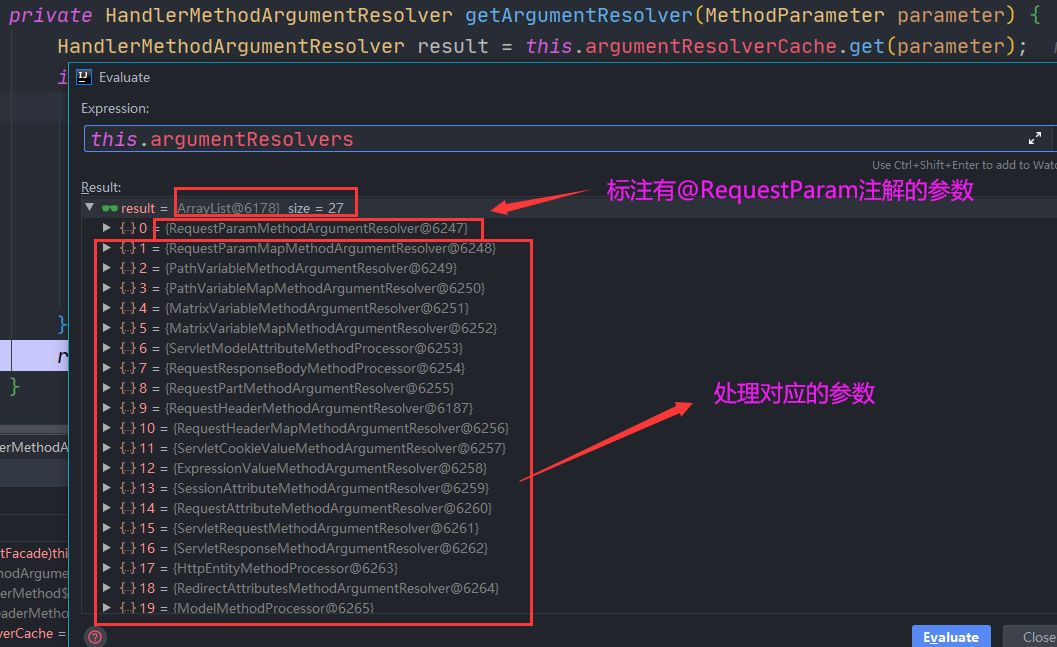 private HandlerMethodArgumentResolver getArgumentResolver(MethodParameter parameter) {
HandlerMethodArgumentResolver result = this.argumentResolverCache.get(parameter);
i
Evaluate
Expression:
this.argumentResolvers
Use Ctrl+Shift+Enter to add to Watc
Result:
result = {ArrayList@6178} size = 27
标注有@RequestParam注解的参数
{..} 0 = {RequestParamMethodArgumentResolver@6247}
{..} 1 = {RequestParamMapMethodArgumentResolver@6248}
{..} 2 = {PathVariableMethodArgumentResolver@6249}
{..} 3 = {PathVariableMapMethodArgumentResolver@6250}
{..} 4 = {MatrixVariableMethodArgumentResolver@6251}
}
{..} 5 = {MatrixVariableMapMethodArgumentResolver@6252}
{..} 6 = {ServletModelAttributeMethodProcessor@6253}
r
{..} 7 = {RequestResponseBodyMethodProcessor@6254}
}
{..} 8 = {RequestPartMethodArgumentResolver@6255}
处理对应的参数
{..} 9 = {RequestHeaderMethodArgumentResolver@6187}
{..} 10 = {RequestHeaderMapMethodArgumentResolver@6256}
erMethodA
{..} 11 = {ServletCookieValueMethodArgumentResolver@6257}
{..} 12 = {ExpressionValueMethodArgumentResolver@6258}
{..} 13 = {SessionAttributeMethodArgumentResolver@6259}
{..} 14 = {RequestAttributeMethodArgumentResolver@6260}
{..} 15 = {ServletRequestMethodArgumentResolver@6261}
{..} 16 = {ServletResponseMethodArgumentResolver@6262}
tFacade)thi
{..} 17 = {HttpEntityMethodProcessor@6263}
hodArgume
{..} 18 = {RedirectAttributesMethodArgumentResolver@6264}
erMethod$
{..} 19 = {ModelMethodProcessor@6265}
eaderMetho
verCache =
Evaluate
Close